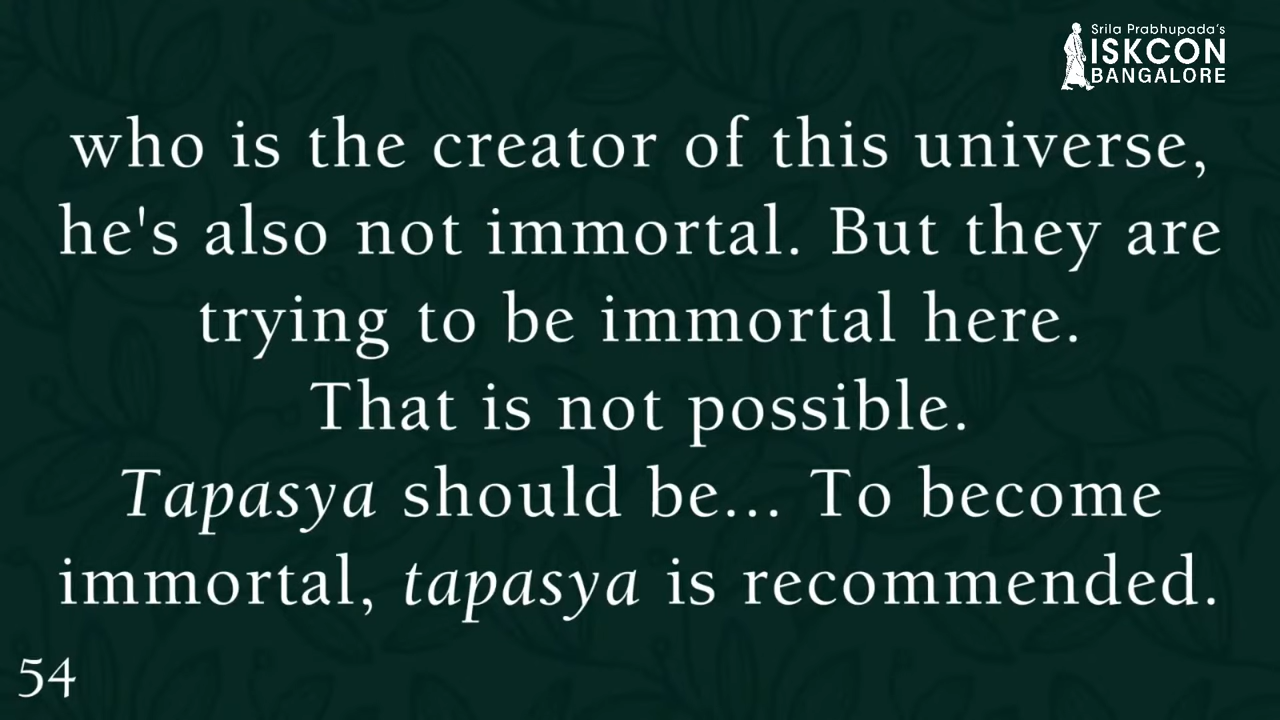 Srila Prabhupada's
ISKCON
BANGALORE
who is the creator of this universe,
he's also not immortal. But they are
trying to be immortal here.
That is not possible.
Tapasya should be... To become
immortal, tapasya is recommended.
54